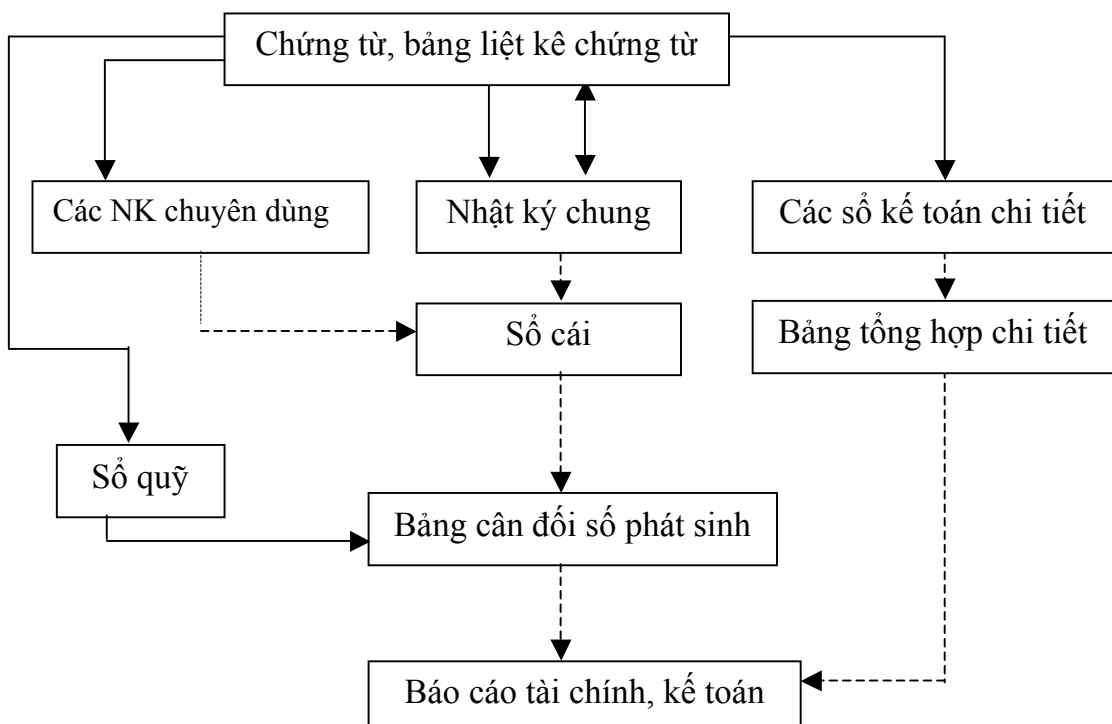 Chứng từ, bảng liệt kê chứng từ
Các NK chuyên dùng
Nhật ký chung
Các sổ kế toán chi tiết
Sổ cái
Bảng tổng hợp chi tiết
Sổ quỹ
Bảng cân đối số phát sinh
Báo cáo tài chính, kế toán